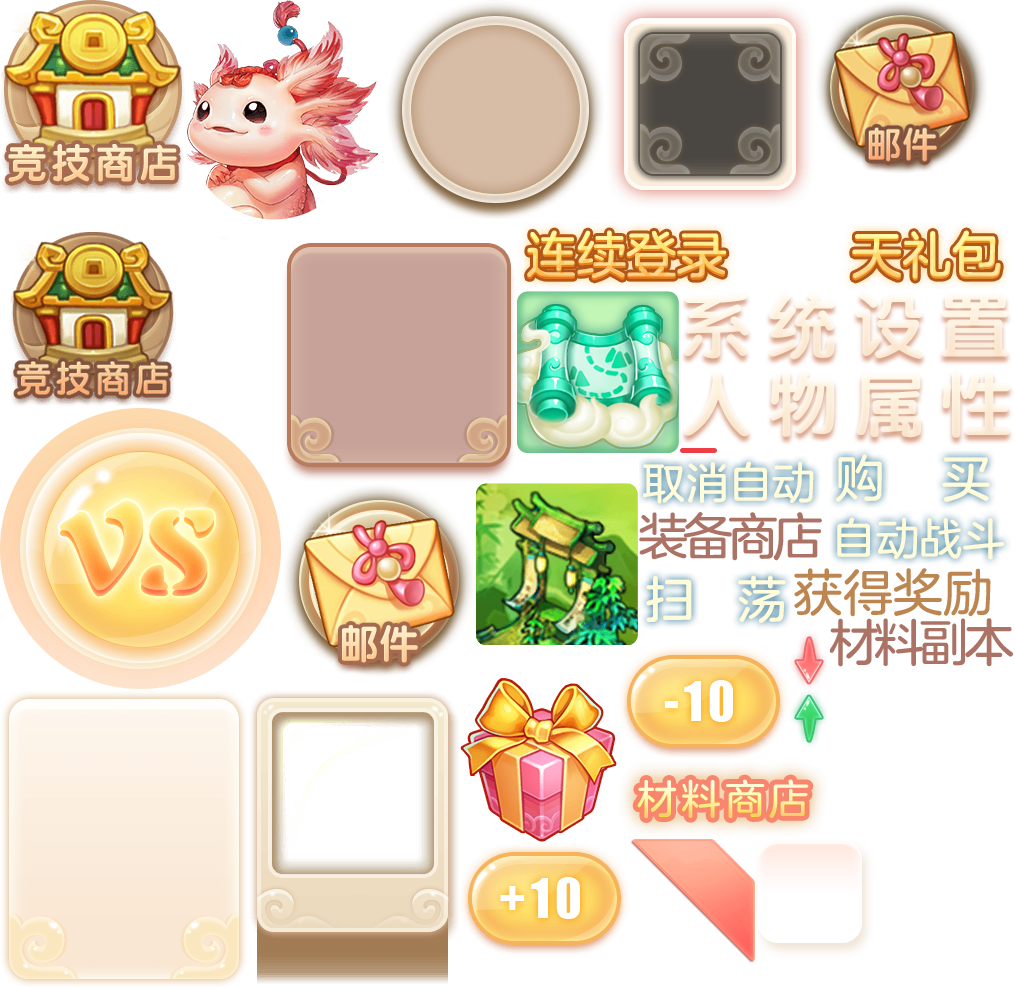 竞技商店
邮件
连续登录
天礼包
竞技商店
系统设置
人物属性
取消自动
购买
装备商店
自动战斗
扫荡
获得奖励
材料副本
VS
邮件
-10
材料商店
+10